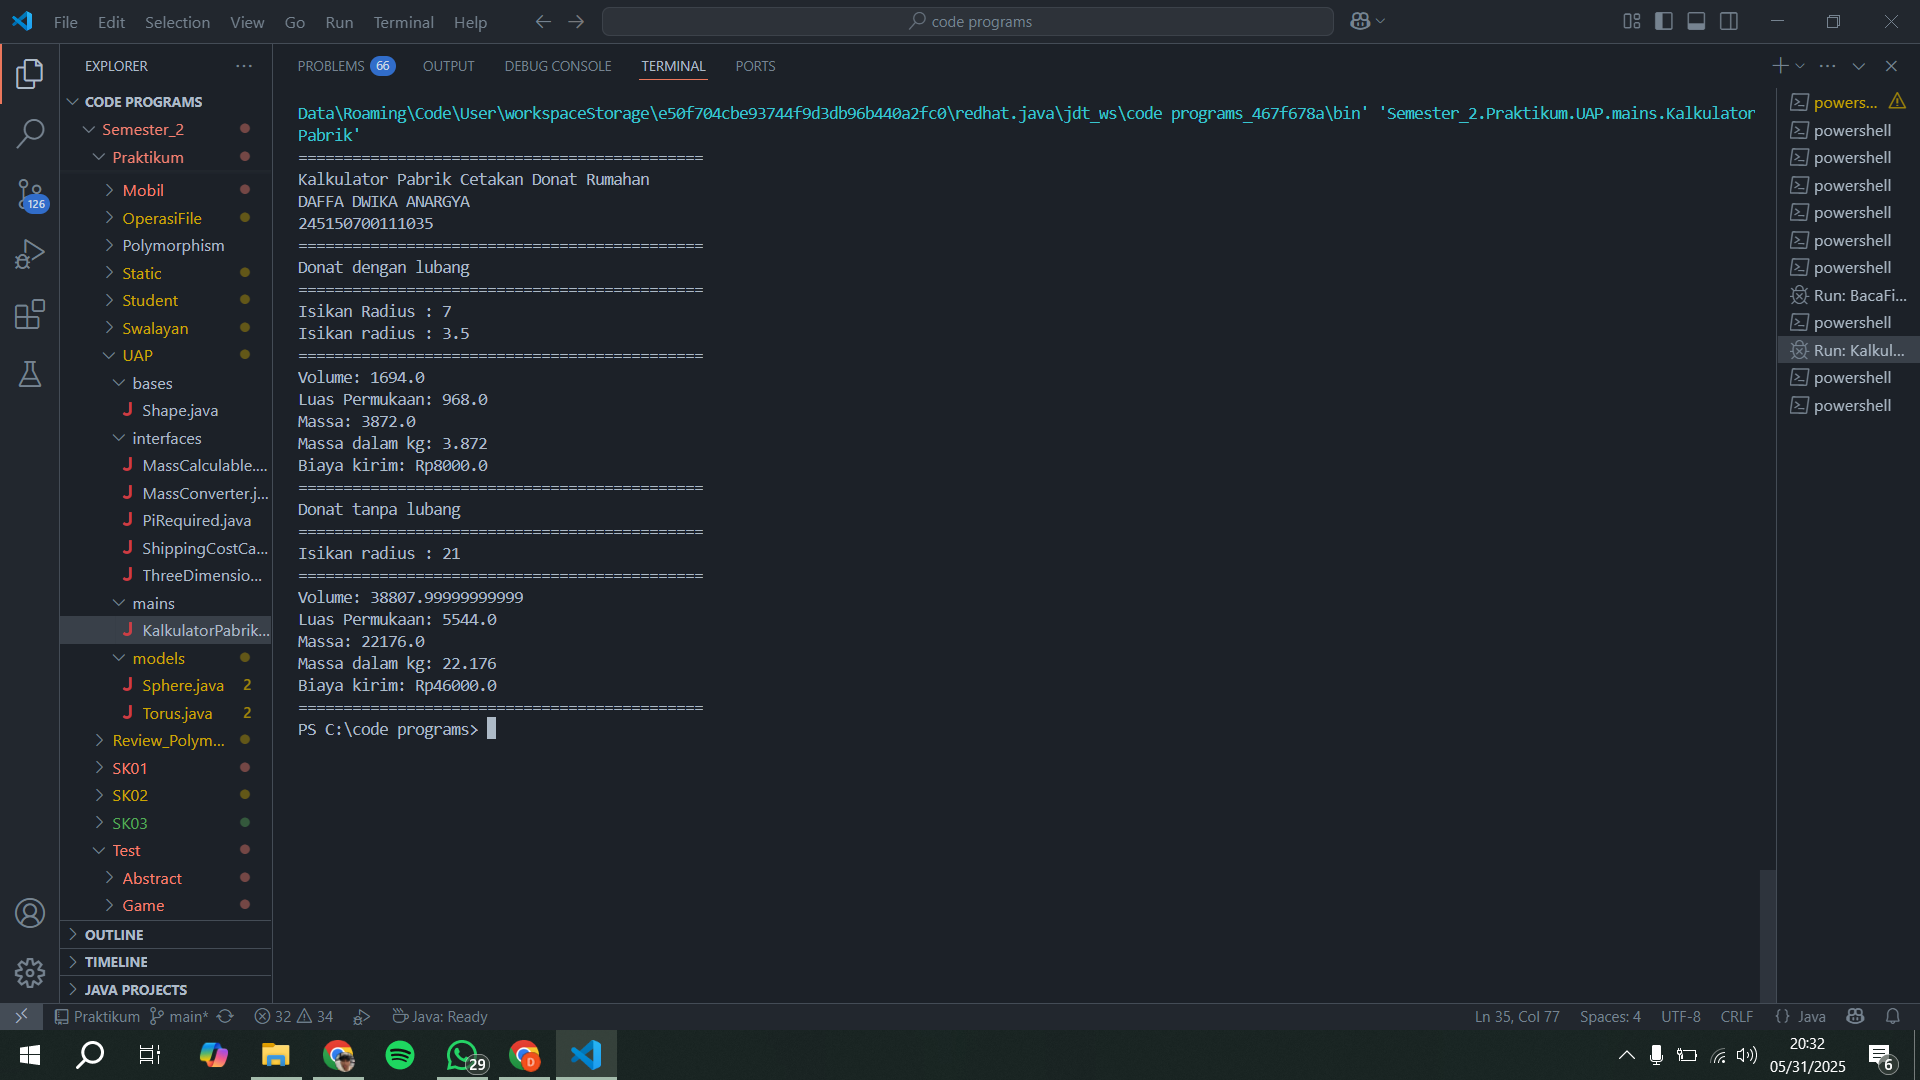 File Edit Selection View Go Run Terminal Help
code programs
EXPLORER
CODE PROGRAMS
Semester_2
Praktikum
Mobil
OperasiFile
Polymorphism
Static
Student
Swalayan
UAP
bases
Shape.java
interfaces
MassCalculable....
MassConverter.j...
PiRequired.java
ShippingCostCa...
ThreeDimensio...
mains
KalkulatorPabrik...
models
Sphere.java 2
Torus.java 2
Review_Polym...
SK01
SK02
SK03
Test
Abstract
Game
OUTLINE
TIMELINE
JAVA PROJECTS
126
PROBLEMS 66 OUTPUT DEBUG CONSOLE TERMINAL PORTS
Data\Roaming\Code\User\workspaceStorage\e50f704cbe93744f9d3db96b440a2fc0\redhat.java\jdt_ws\code programs_467f678a\bin' 'Semester_2.Praktikum.UAP.mains.Kalkulator
Pabrik'
=============================================
Kalkulator Pabrik Cetakan Donat Rumahan
DAFFA DWIKA ANARGYA
245150700111035
=============================================
Donat dengan lubang
=============================================
Isikan Radius : 7
Isikan radius : 3.5
=============================================
Volume: 1694.0
Luas Permukaan: 968.0
Massa: 3872.0
Massa dalam kg: 3.872
Biaya kirim: Rp8000.0
=============================================
Donat tanpa lubang
=============================================
Isikan radius : 21
=============================================
Volume: 38807.99999999999
Luas Permukaan: 5544.0
Massa: 22176.0
Massa dalam kg: 22.176
Biaya kirim: Rp46000.0
=============================================
PS C:\code programs>
powers...
powershell
powershell
powershell
powershell
powershell
powershell
Run: BacaFi...
powershell
Run: Kalkul...
powershell
powershell
Praktikum main* 32 34 Java: Ready
Ln 35, Col 77 Spaces: 4 UTF-8 CRLF {} Java
29
D
20:32
05/31/2025
6